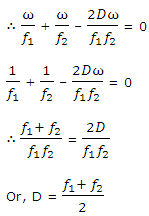 ∴ ω/f₁ + ω/f₂ − 2Dω/f₁f₂ = 0
1/f₁ + 1/f₂ − 2Dω/f₁f₂ = 0
∴ f₁+ f₂/f₁f₂ = 2D/f₁f₂
Or, D = f₁+ f₂/2